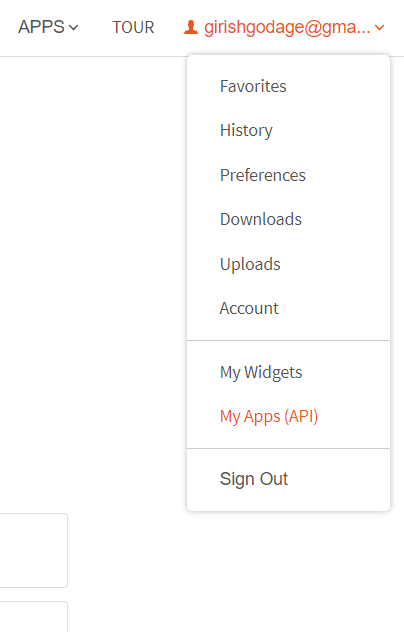 APPS TOUR girishgodage@gma...
Favorites
History
Preferences
Downloads
Uploads
Account
My Widgets
My Apps (API)
Sign Out